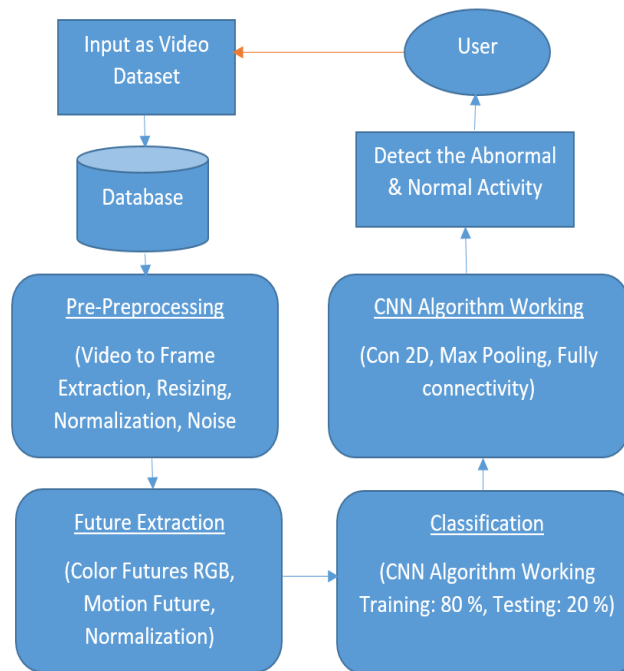 Input as Video
Dataset
User
Database
Detect the Abnormal
& Normal Activity
Pre-Preprocessing
(Video to Frame
Extraction, Resizing,
Normalization, Noise
CNN Algorithm Working
(Con 2D, Max Pooling, Fully
connectivity)
Future Extraction
(Color Futures RGB,
Motion Future,
Normalization)
Classification
(CNN Algorithm Working
Training: 80 %, Testing: 20 %)